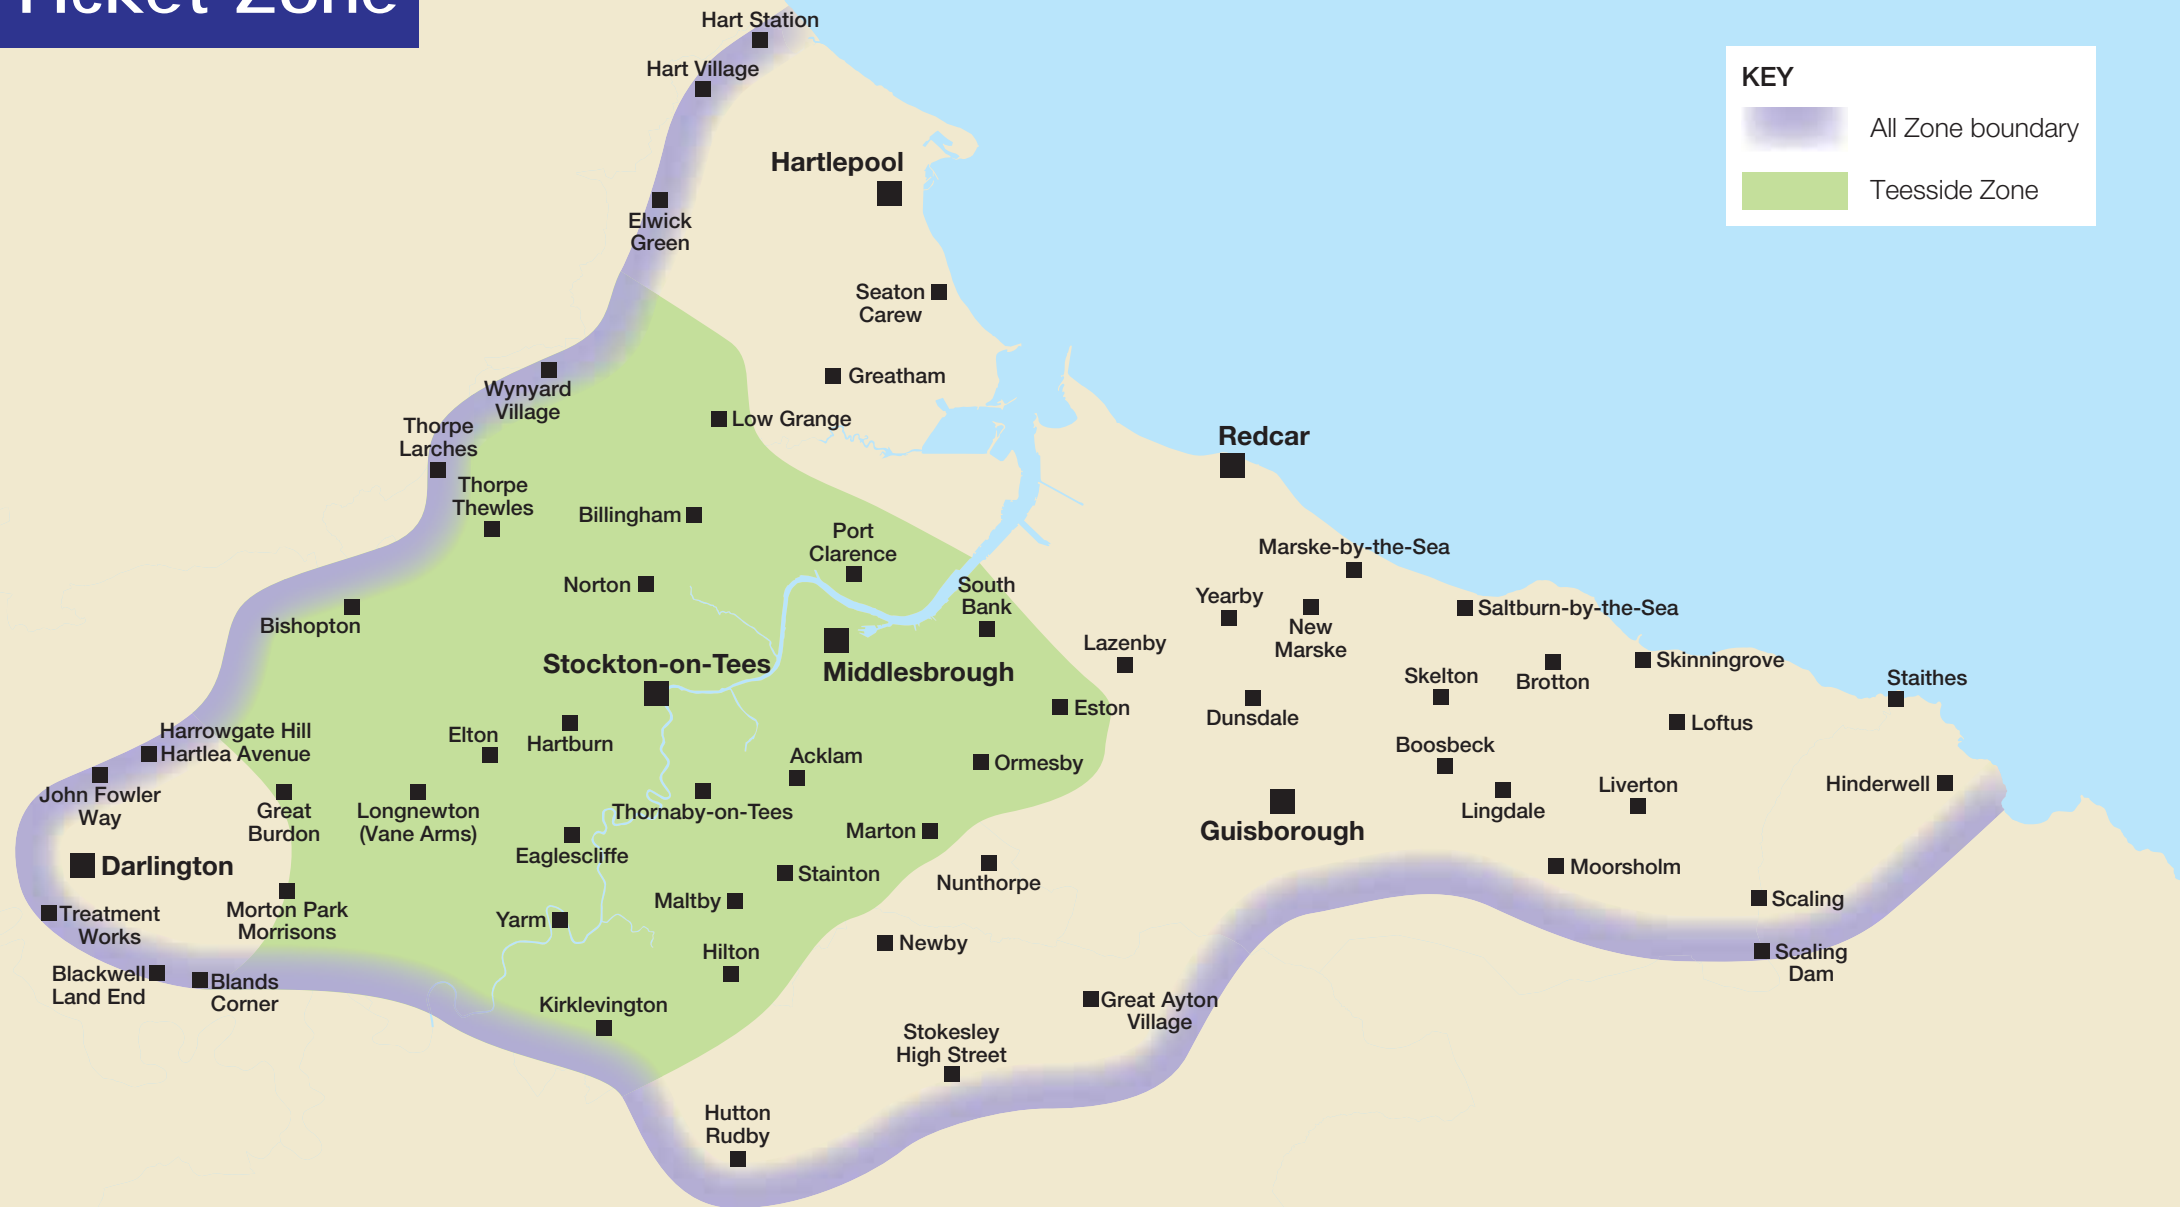 Ticket Zone
Hart Station
Hart Village
KEY
All Zone boundary
Teesside Zone
Hartlepool
Elwick
Green
Seaton
Carew
Greatham
Wynyard
Village
Low Grange
Thorpe
Larches
Redcar
Thorpe
Thewles
Billingham
Port
Clarence
Marske-by-the-Sea
Norton
South
Bank
Yearby
New
Marske
Saltburn-by-the-Sea
Bishopton
Lazenby
Stockton-on-Tees
Middlesbrough
Skinningrove
Skelton
Brotton
Staithes
Eston
Dunsdale
Loftus
Harrowgate Hill
Hartlea Avenue
Elton
Hartburn
Acklam
Ormesby
Boosbeck
John Fowler
Way
Great
Burdon
Longnewton
(Vane Arms)
Thornaby-on-Tees
Lingdale
Liverton
Hinderwell
Marton
Guisborough
Eaglescliffe
Darlington
Stainton
Nunthorpe
Moorsholm
Maltby
Scaling
Treatment
Works
Morton Park
Morrisons
Yarm
Newby
Hilton
Scaling
Dam
Blackwell
Land End
Blands
Corner
Kirklevington
Great Ayton
Village
Stokesley
High Street
Hutton
Rudby